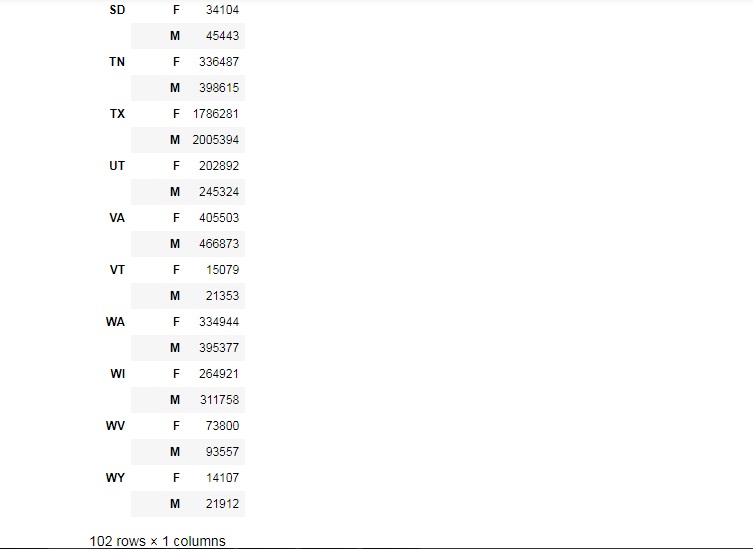 SD F 34104
M 45443
TN F 336487
M 398615
TX F 1786281
M 2005394
UT F 202892
M 245324
VA F 405503
M 466873
VT F 15079
M 21353
WA F 334944
M 395377
WI F 264921
M 311758
WV F 73800
M 93557
WY F 14107
M 21912
102 rows × 1 columns